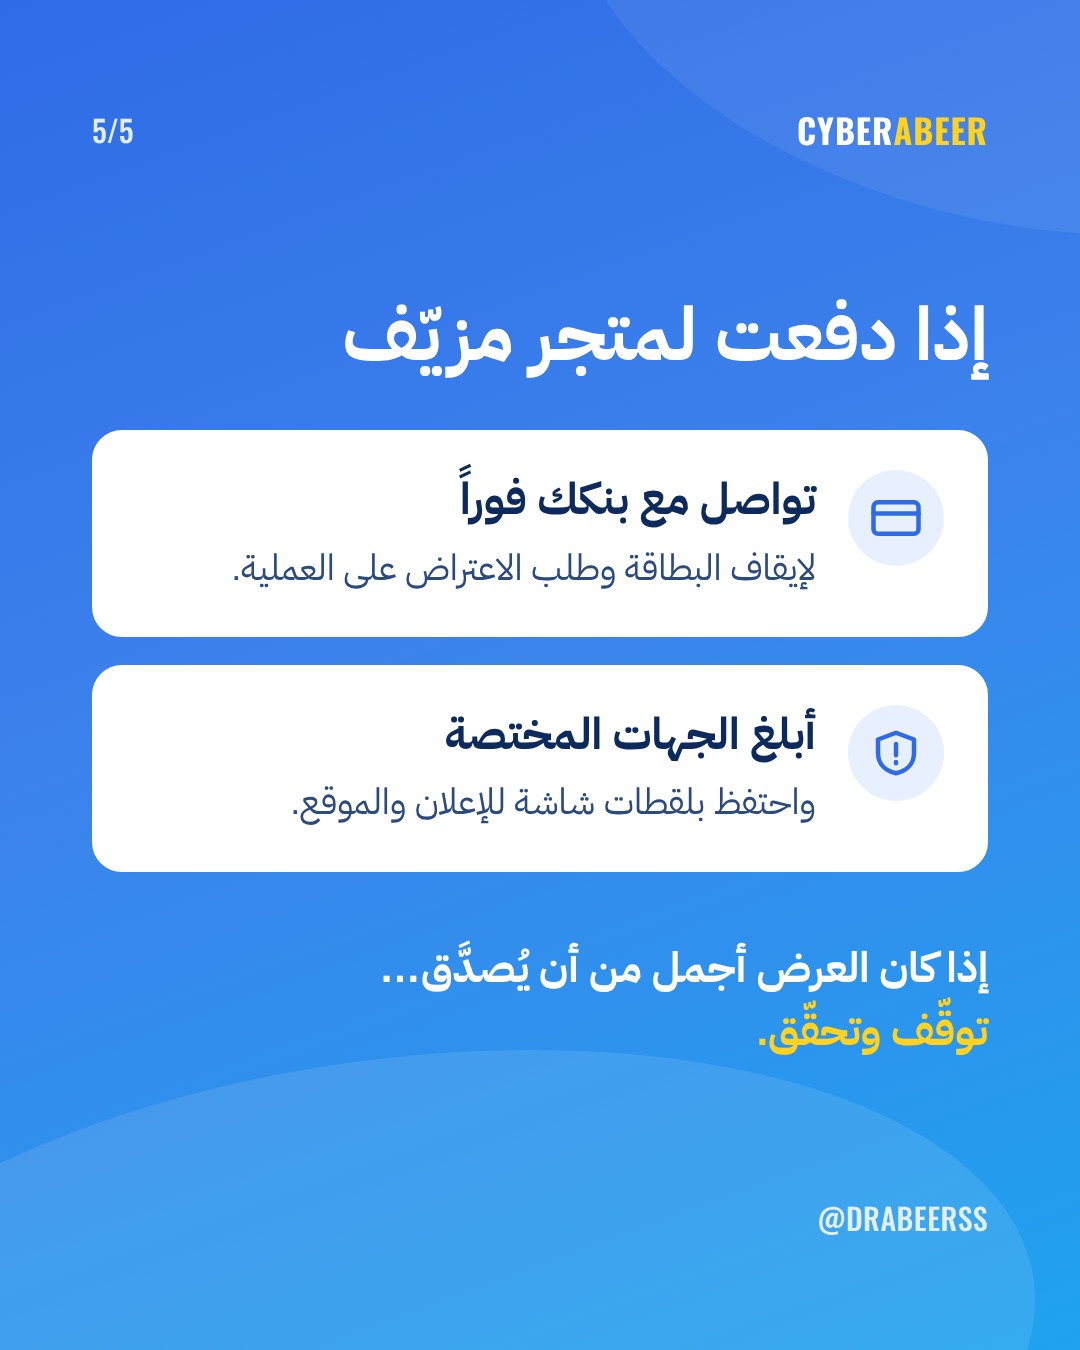 CYBERABEER
5/5
إذا دفعت لمتجر مزيّف
تواصل مع بنكك فوراً
لإيقاف البطاقة وطلب الاعتراض على العملية.
أبلغ الجهات المختصة
واحتفظ بلقطات شاشة للإعلان والموقع.
إذا كان العرض أجمل من أن يُصدَّق...
توقّف وتحقّق.
@DRABEERSS